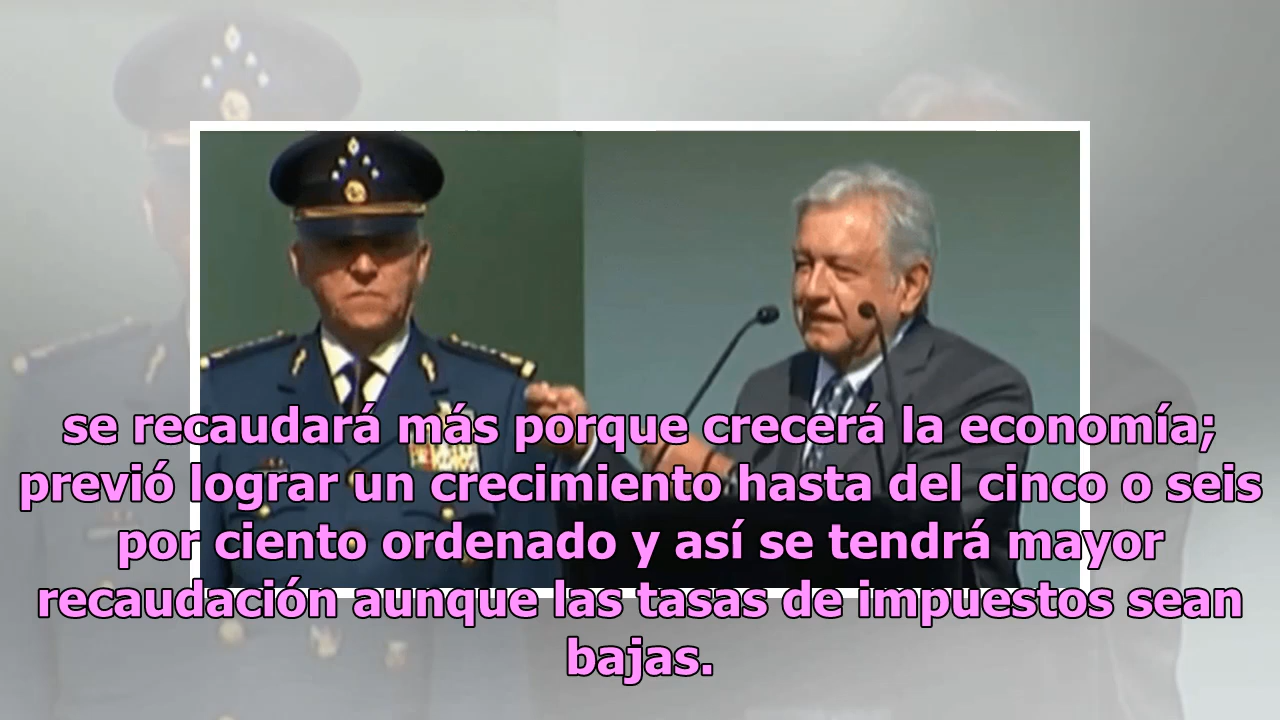 se recaudará más porque crecerá la economía;
previó lograr un crecimiento hasta del cinco o seis
por ciento ordenado y así se tendrá mayor
recaudación aunque las tasas de impuestos sean
bajas.